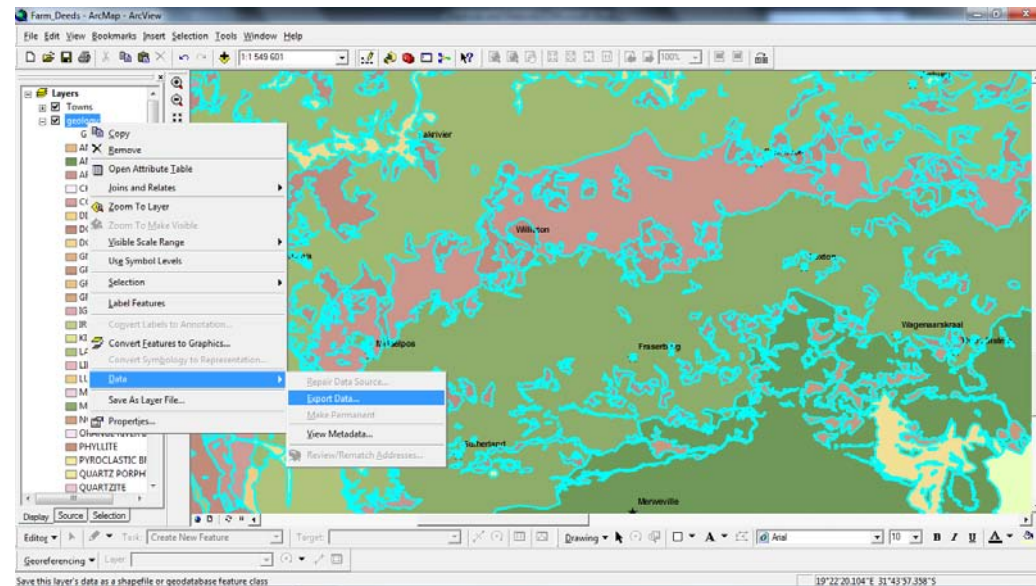 Farm_Deeds - ArcMap - ArcView
File Edit View Bookmarks Insert Selection Tools Window Help
1:1 549 601
100%
Layers
Towns
geology
G
Copy
Remove
Open Attribute Table
Joins and Relates
Zoom To Layer
Zoom To Make Visible
Visible Scale Range
Use Symbol Levels
Selection
Label Features
Convert Labels to Annotation...
Convert Features to Graphics...
Convert Symbology to Representation...
Data
Save As Layer File...
Properties...
Repair Data Source...
Export Data...
Make Permanent
View Metadata...
Review/Rematch Addresses...
PHYLLITE
PYROCLASTIC
QUARTZ PORPH
QUARTZITE
Williston
Fraserburg
Wagenaarskraal
Sutherland
Merweville
Display Source Selection
Editor Task: Create New Feature Target: Drawing A Arial 10 B I U A
Georeferencing Layer:
Save this layer's data as a shapefile or geodatabase feature class
19°22'20.104"E 31°43'57.358"S